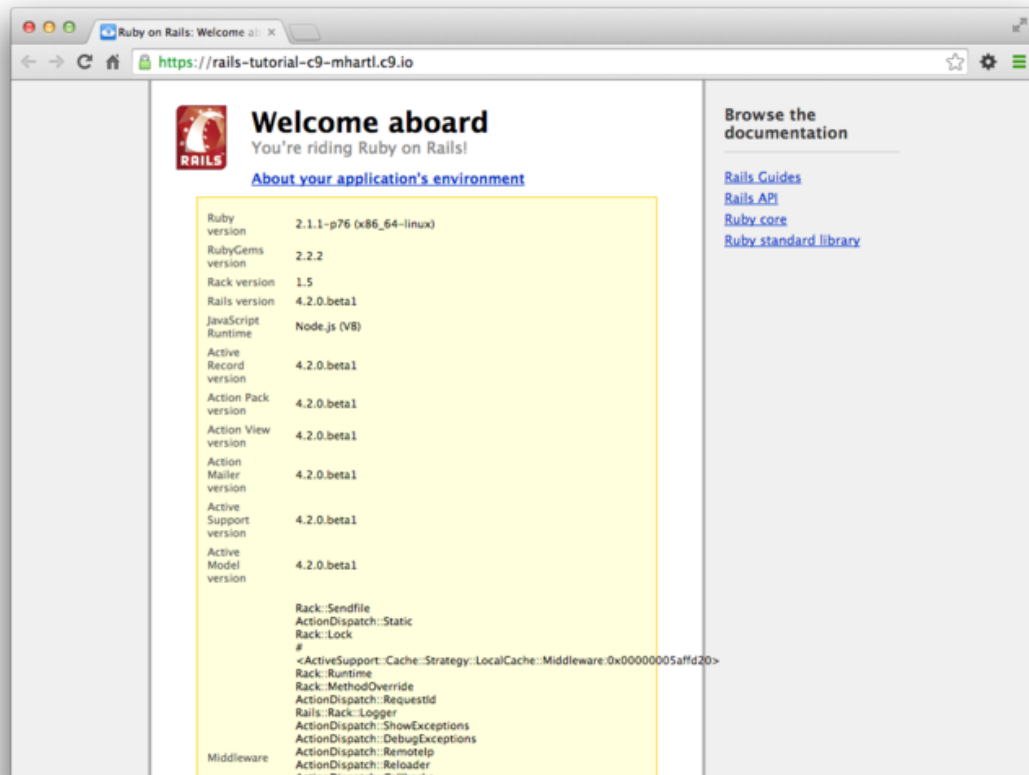 Ruby on Rails: Welcome ab
https://rails-tutorial-c9-mhartl.c9.io
RAILS
Welcome aboard
You're riding Ruby on Rails!
About your application's environment
Ruby version 2.1.1-p76 (x86_64-linux)
RubyGems version 2.2.2
Rack version 1.5
Rails version 4.2.0.beta1
JavaScript Runtime Node.js (V8)
Active Record version 4.2.0.beta1
Action Pack version 4.2.0.beta1
Action View version 4.2.0.beta1
Action Mailer version 4.2.0.beta1
Active Support version 4.2.0.beta1
Active Model version 4.2.0.beta1
Middleware
Rack::Sendfile
ActionDispatch::Static
Rack::Lock
#
<ActiveSupport::Cache::Strategy::LocalCache::Middleware:0x00000005affd20>
Rack::Runtime
Rack::MethodOverride
ActionDispatch::RequestId
Rails::Rack::Logger
ActionDispatch::ShowExceptions
ActionDispatch::DebugExceptions
ActionDispatch::RemoteIp
ActionDispatch::Reloader
Browse the
documentation
Rails Guides
Rails API
Ruby core
Ruby standard library